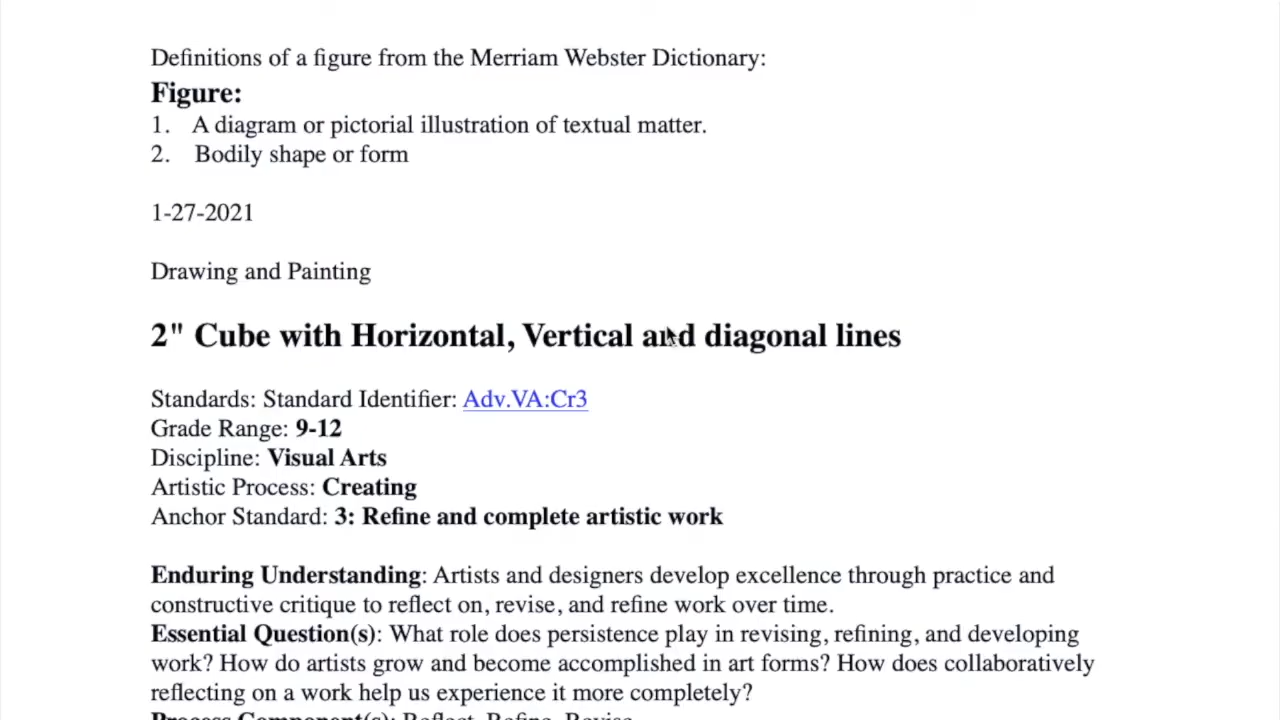 Definitions of a figure from the Merriam Webster Dictionary:
Figure:
1. A diagram or pictorial illustration of textual matter.
2. Bodily shape or form
1-27-2021
Drawing and Painting
2" Cube with Horizontal, Vertical and diagonal lines
Standards: Standard Identifier: Adv.VA:Cr3
Grade Range: 9-12
Discipline: Visual Arts
Artistic Process: Creating
Anchor Standard: 3: Refine and complete artistic work
Enduring Understanding: Artists and designers develop excellence through practice and
constructive critique to reflect on, revise, and refine work over time.
Essential Question(s): What role does persistence play in revising, refining, and developing
work? How do artists grow and become accomplished in art forms? How does collaboratively
reflecting on a work help us experience it more completely?
Process Component(s): Reflect, Refine, Revise